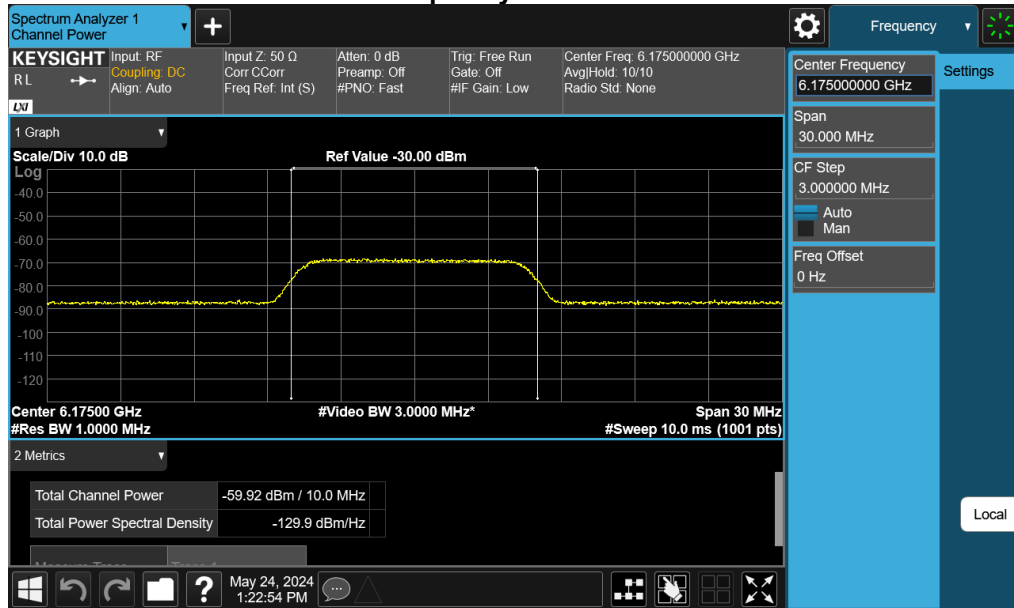 Spectrum Analyzer 1
Channel Power
Frequency
KEYSIGHT
R L
LXI
Input: RF
Coupling: DC
Align: Auto
Input Z: 50 Ω
Corr CCorr
Freq Ref: Int (S)
Atten: 0 dB
Preamp: Off
#PNO: Fast
Trig: Free Run
Gate: Off
#IF Gain: Low
Center Freq: 6.175000000 GHz
Avg|Hold: 10/10
Radio Std: None
Center Frequency
6.175000000 GHz
Settings
Span
30.000 MHz
CF Step
3.000000 MHz
Auto
Man
Freq Offset
0 Hz
1 Graph
Scale/Div 10.0 dB
Ref Value -30.00 dBm
Log
-40.0
-50.0
-60.0
-70.0
-80.0
-90.0
-100
-110
-120
Center 6.17500 GHz
#Video BW 3.0000 MHz*
Span 30 MHz
#Res BW 1.0000 MHz
#Sweep 10.0 ms (1001 pts)
2 Metrics
Total Channel Power
-59.92 dBm / 10.0 MHz
Total Power Spectral Density
-129.9 dBm/Hz
Local
?
May 24, 2024
1:22:54 PM